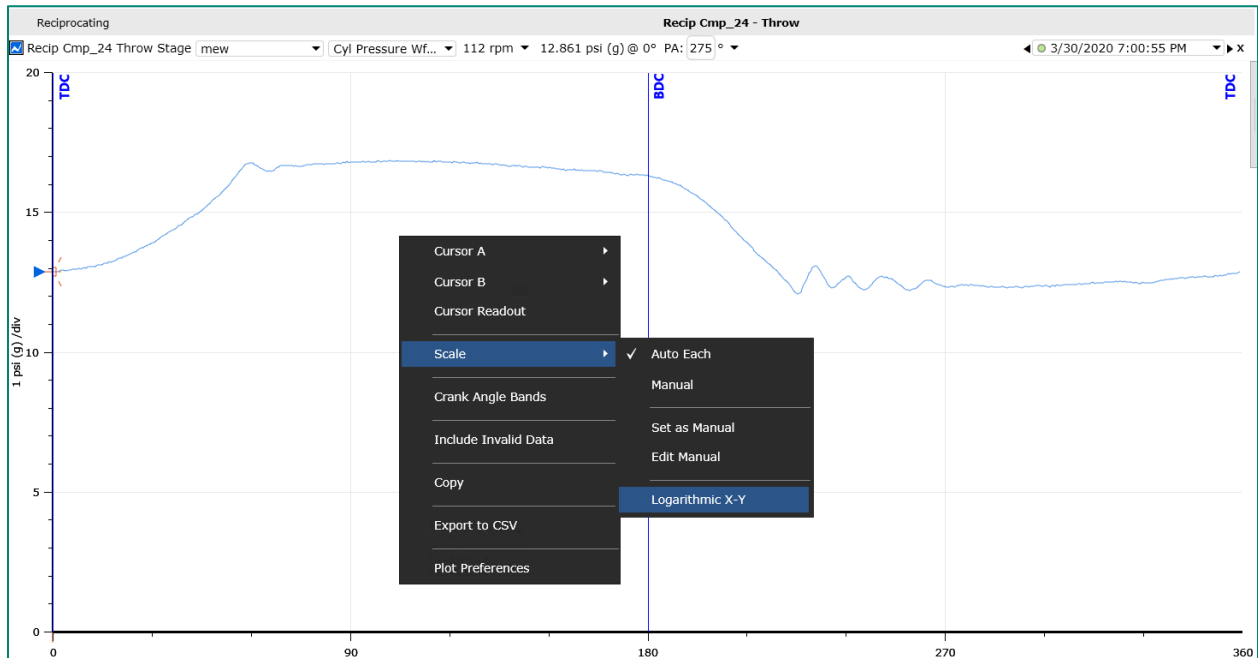 Reciprocating
Recip Cmp_24 - Throw
Recip Cmp_24 Throw Stage mew Cyl Pressure Wf... 112 rpm 12.861 psi (g) @ 0° PA: 275 ° 3/30/2020 7:00:55 PM x
TDC
BDC
TDC
20
15
10
5
0
1 psi (g) /div
Cursor A
Cursor B
Cursor Readout
Scale
Crank Angle Bands
Include Invalid Data
Copy
Export to CSV
Plot Preferences
✓ Auto Each
Manual
Set as Manual
Edit Manual
Logarithmic X-Y
0
90
180
270
360